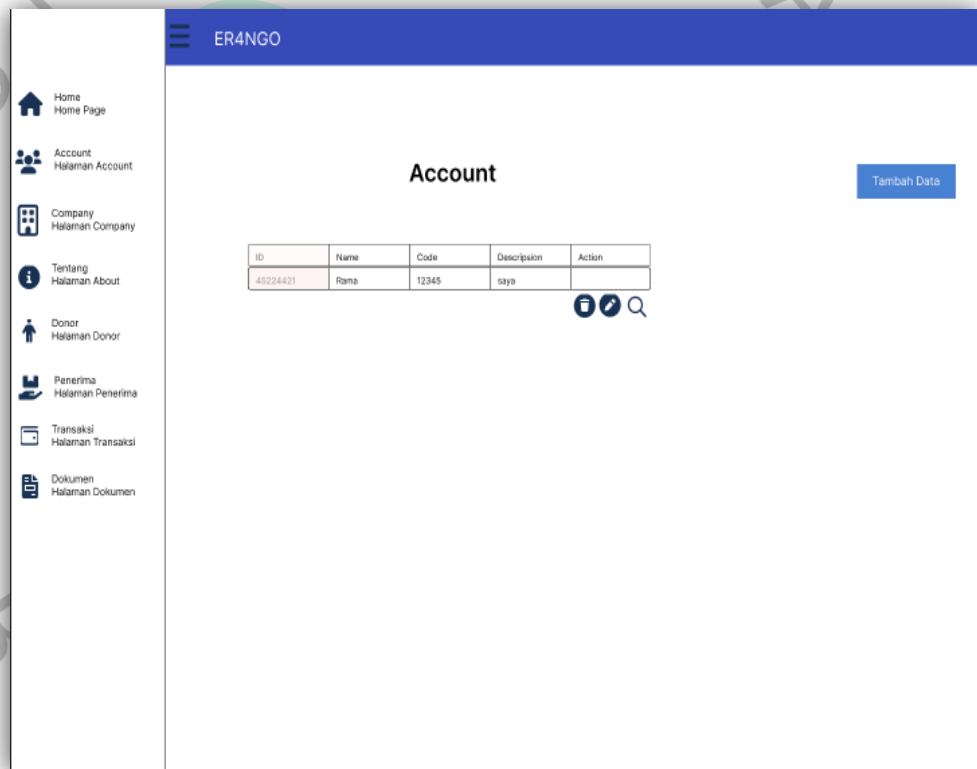 ER4NGO
Home
Home Page
Account
Halaman Account
Company
Halaman Company
Tentang
Halaman About
Donor
Halaman Donor
Penerima
Halaman Penerima
Transaksi
Halaman Transaksi
Dokumen
Halaman Dokumen
Account
Tambah Data
ID Name Code Descripsion Action
45224421 Rama 12345 saya